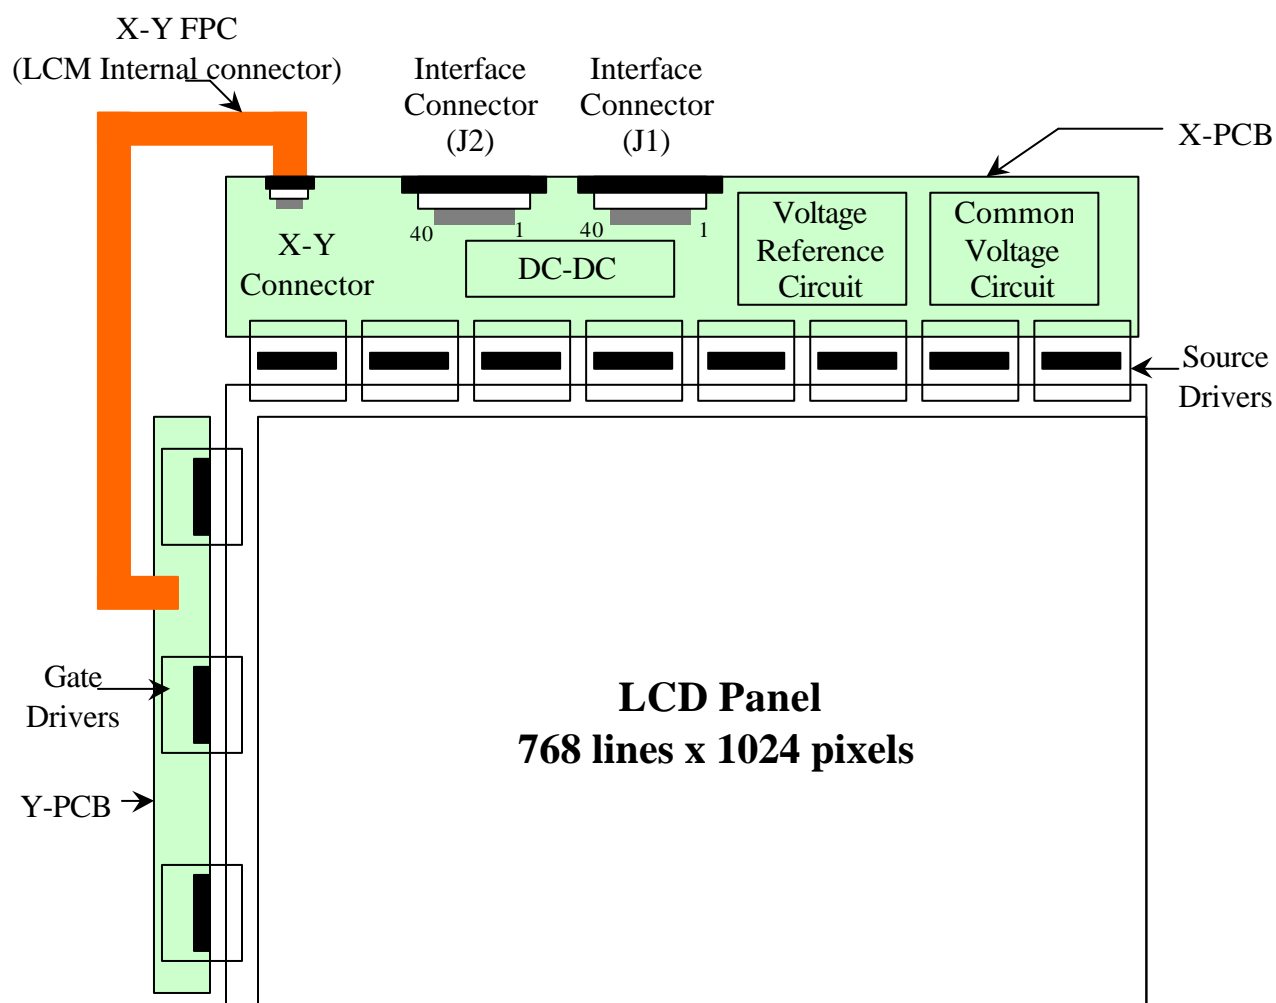 X-Y FPC
(LCM Internal connector)
Interface
Connector
(J2)
Interface
Connector
(J1)
X-PCB
40
1
40
1
X-Y
Connector
DC-DC
Voltage
Reference
Circuit
Common
Voltage
Circuit
Source
Drivers
Gate
Drivers
Y-PCB
LCD Panel
768 lines x 1024 pixels